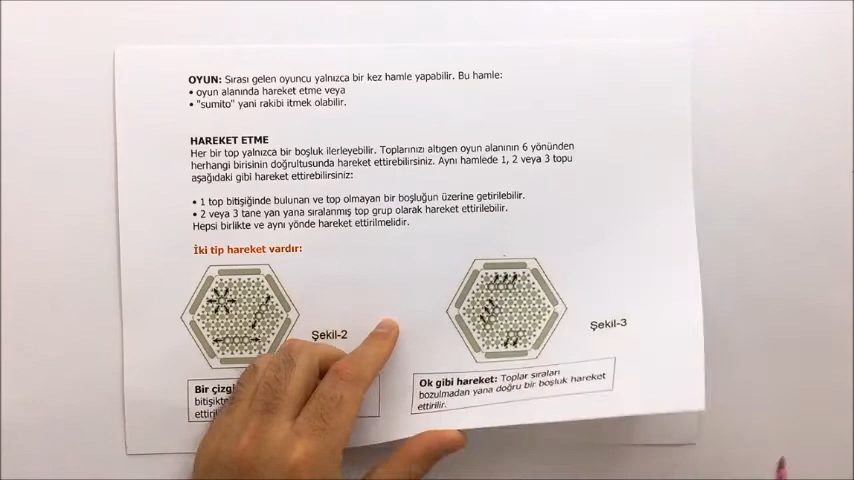 OYUN: Sırası gelen oyuncu yalnızca bir kez hamle yapabilir. Bu hamle:
• oyun alanında hareket etme veya
• "sumito" yani rakibi itmek olabilir.
HAREKET ETME
Her bir top yalnızca bir boşluk ilerleyebilir. Toplarınızı altıgen oyun alanının 6 yönünden
herhangi birisinin doğrultusunda hareket ettirebilirsiniz. Aynı hamlede 1, 2 veya 3 topu
aşağıdaki gibi hareket ettirebilirsiniz:
• 1 top bitişiğinde bulunan ve top olmayan bir boşluğun üzerine getirilebilir.
• 2 veya 3 tane yan yana sıralanmış top grup olarak hareket ettirilebilir.
Hepsi birlikte ve aynı yönde hareket ettirilmelidir.
İki tip hareket vardır:
Şekil-2
Şekil-3
Bir
Ok gibi hareket: Toplar sıraları
bozulmadan yana doğru bir boşluk hareket
ettirilir.